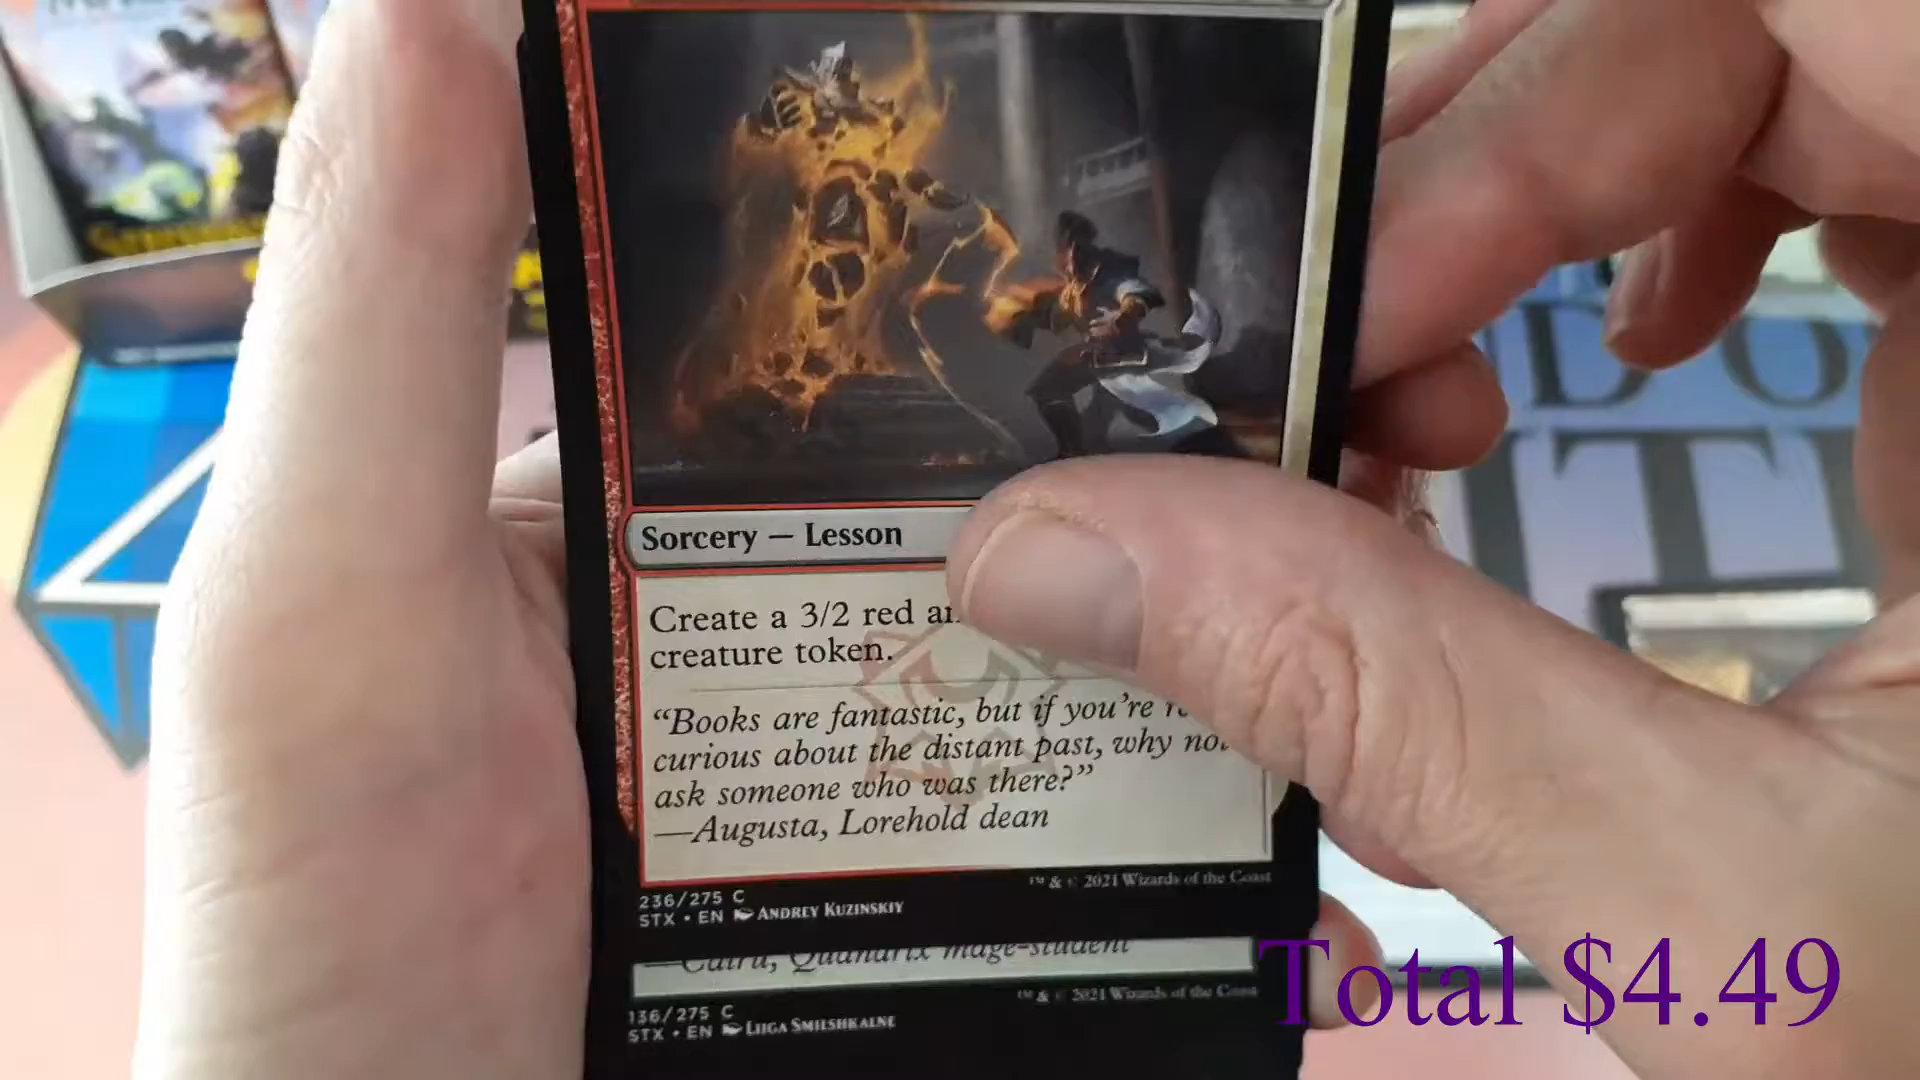 Sorcery — Lesson
Create a 3/2 red
creature token.
“Books are fantastic, but if you’re
curious about the distant past, why
ask someone who was there?”
—Augusta, Lorehold dean
236/275 C
STX • EN ANDREY KUZINSKIY
™ & © 2021 Wizards of the Coast
Quandrix mage-student
136/275 C
STX • EN LIIGA SMILSHKALNE
™ & © 2021 Wizards of the Coast
Total $4.49